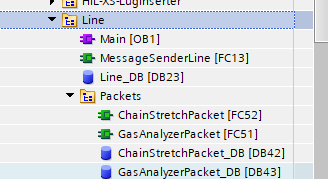 HIL-XS-LugInserter
Line
Main [OB1]
MessageSenderLine [FC13]
Line_DB [DB23]
Packets
ChainStretchPacket [FC52]
GasAnalyzerPacket [FC51]
ChainStretchPacket_DB [DB42]
GasAnalyzerPacket_DB [DB43]